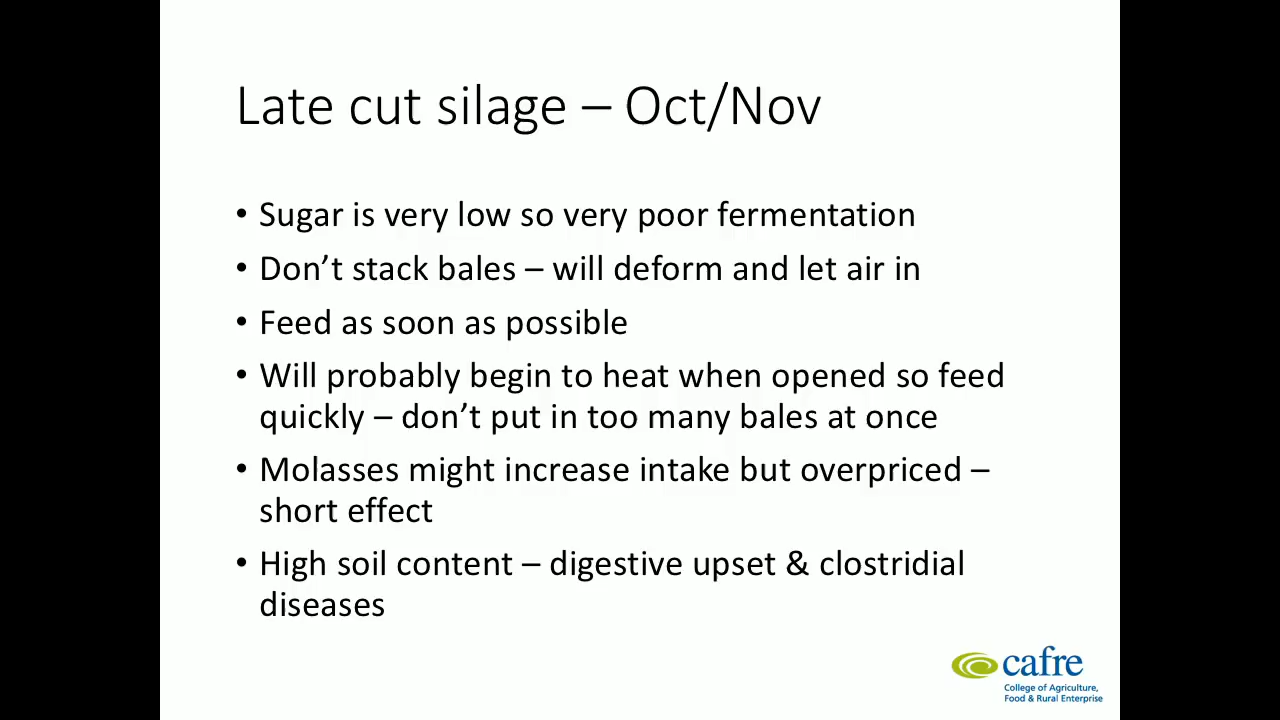 Late cut silage – Oct/Nov
• Sugar is very low so very poor fermentation
• Don’t stack bales – will deform and let air in
• Feed as soon as possible
• Will probably begin to heat when opened so feed
quickly – don’t put in too many bales at once
• Molasses might increase intake but overpriced –
short effect
• High soil content – digestive upset & clostridial
diseases
cafre
College of Agriculture,
Food & Rural Enterprise